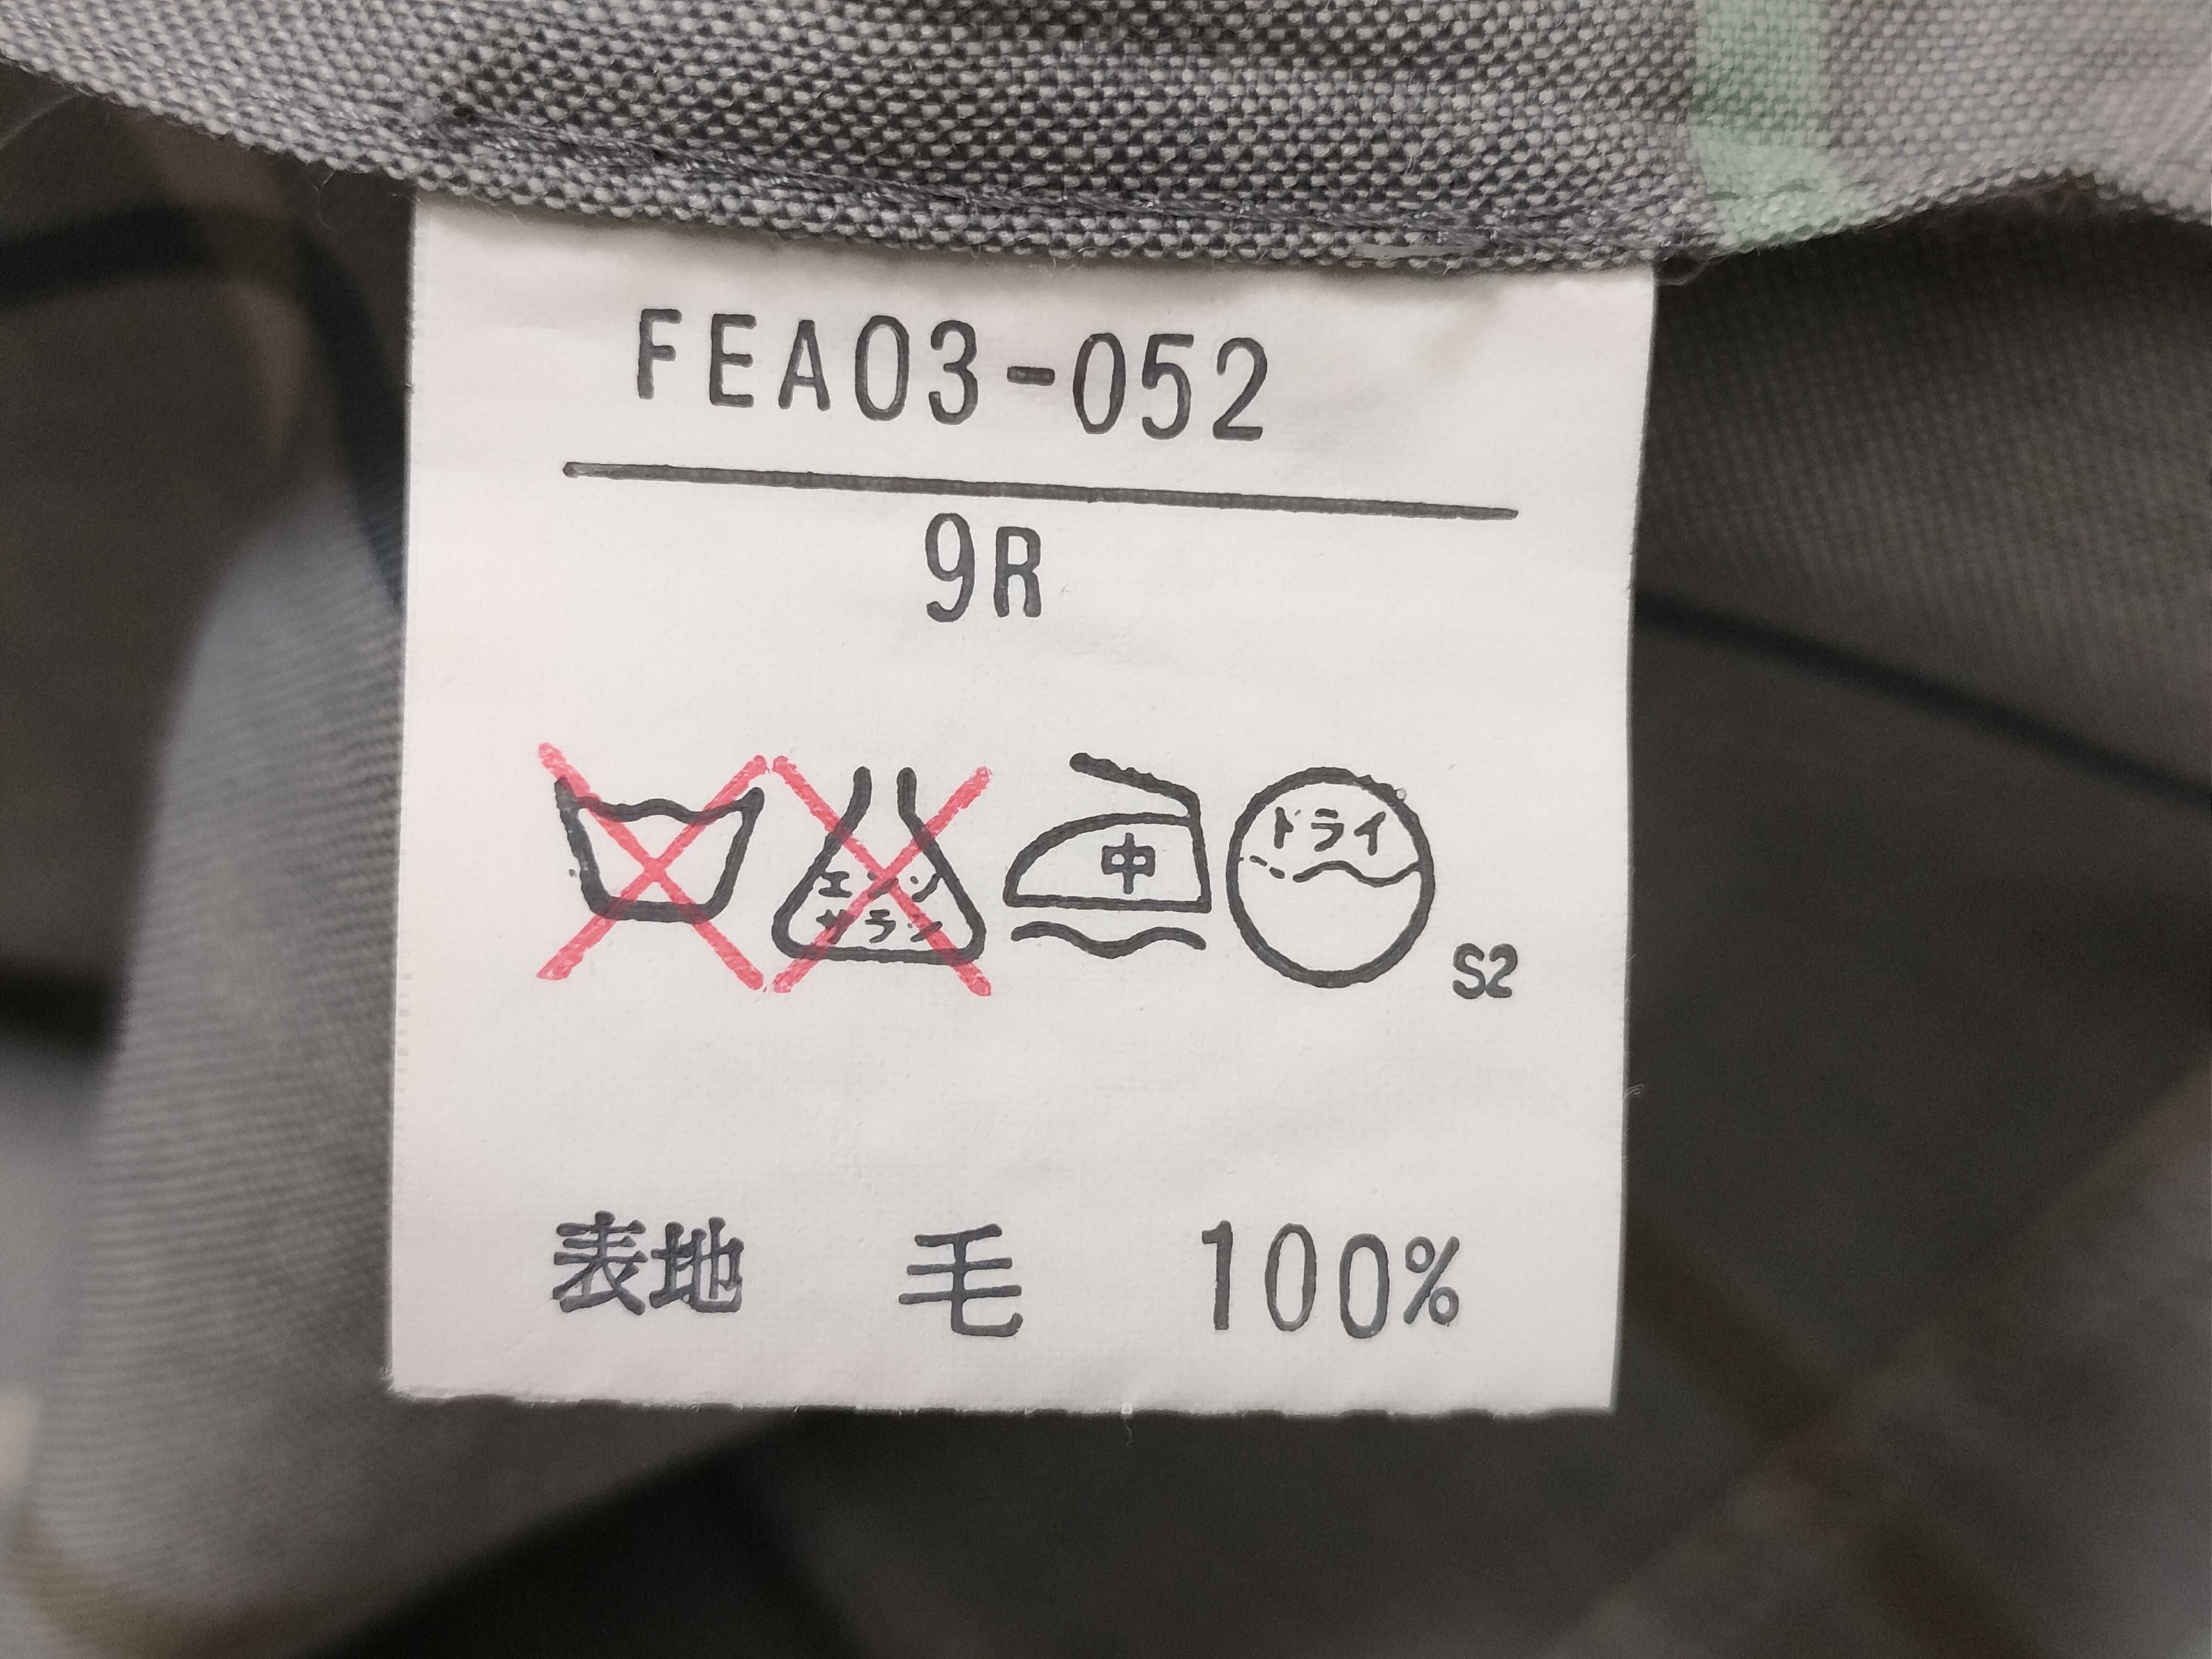 FEA03-052
9R
エンソ
サラシ
中
ドライ
S2
表地 毛 100%